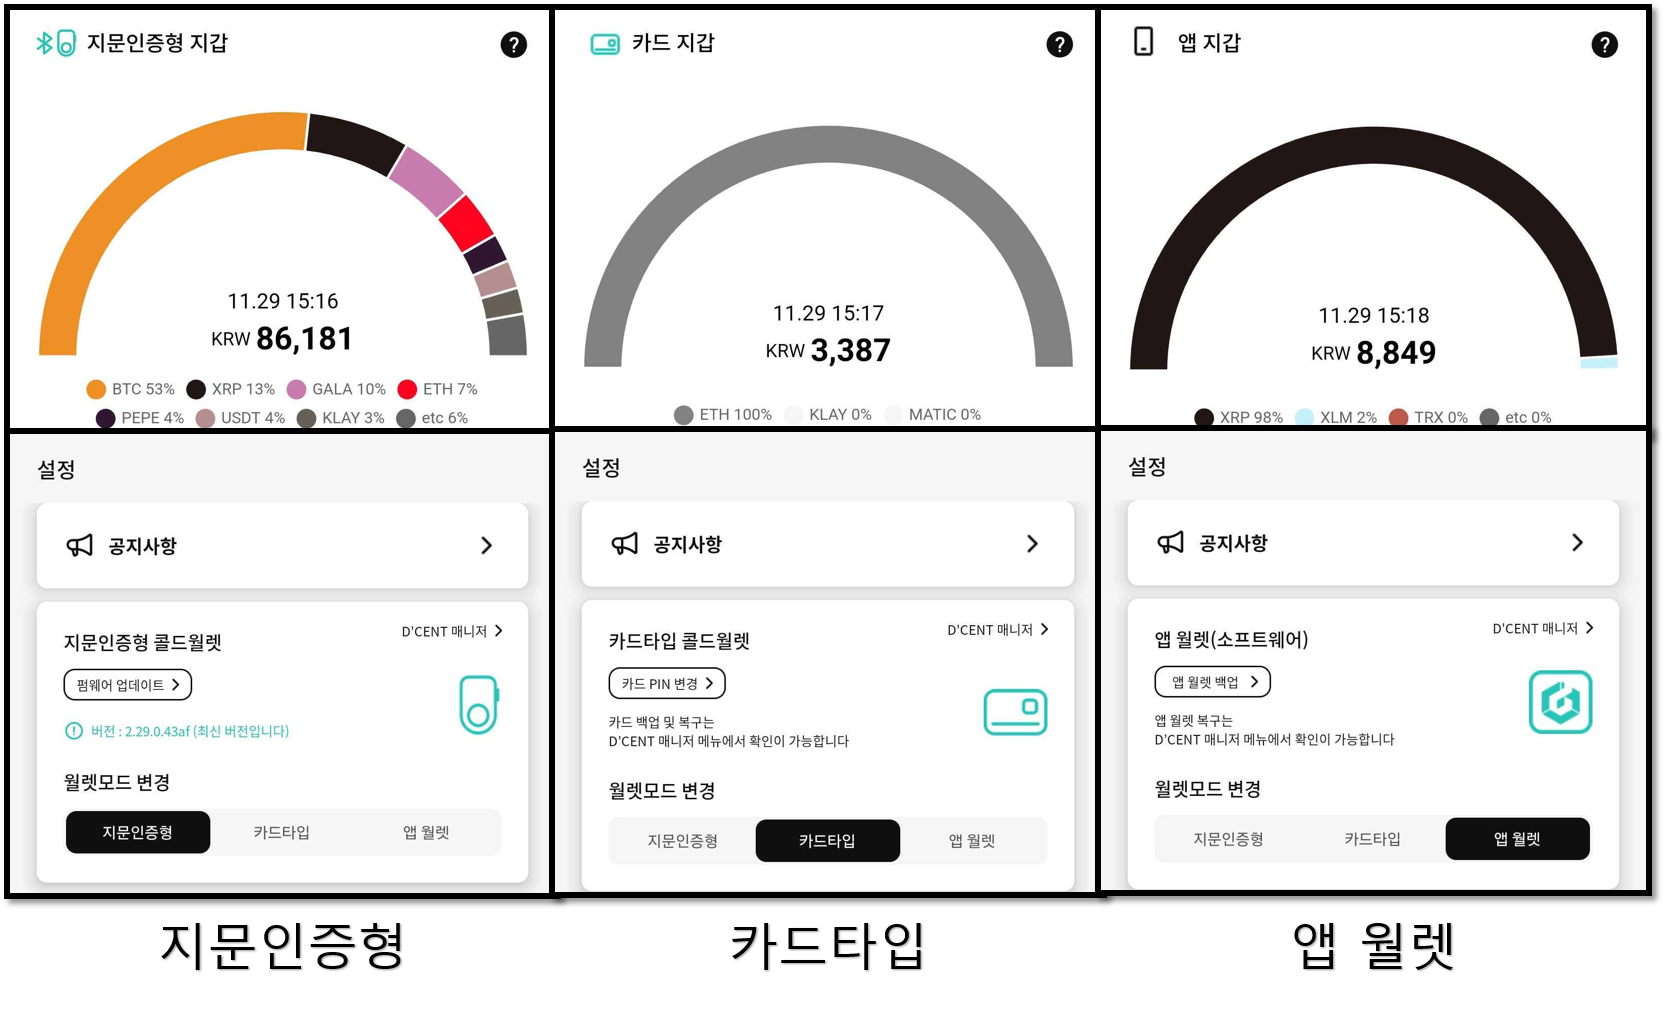 지문인증형 지갑
?
11.29 15:16
KRW 86,181
BTC 53% XRP 13% GALA 10% ETH 7%
PEPE 4% USDT 4% KLAY 3% etc 6%
설정
공지사항
D'CENT 매니저
지문인증형 콜드월렛
펌웨어 업데이트
버전 : 2.29.0.43af (최신 버전입니다)
월렛모드 변경
지문인증형 카드타입 앱 월렛
지문인증형
카드 지갑
?
11.29 15:17
KRW 3,387
ETH 100% KLAY 0% MATIC 0%
설정
공지사항
D'CENT 매니저
카드타입 콜드월렛
카드 PIN 변경
카드 백업 및 복구는
D'CENT 매니저 메뉴에서 확인이 가능합니다
월렛모드 변경
지문인증형 카드타입 앱 월렛
카드타입
앱 지갑
?
11.29 15:18
KRW 8,849
XRP 98% XLM 2% TRX 0% etc 0%
설정
공지사항
D'CENT 매니저
앱 월렛(소프트웨어)
앱 월렛 백업
앱 월렛 복구는
D'CENT 매니저 메뉴에서 확인이 가능합니다
월렛모드 변경
지문인증형 카드타입 앱 월렛
앱 월렛